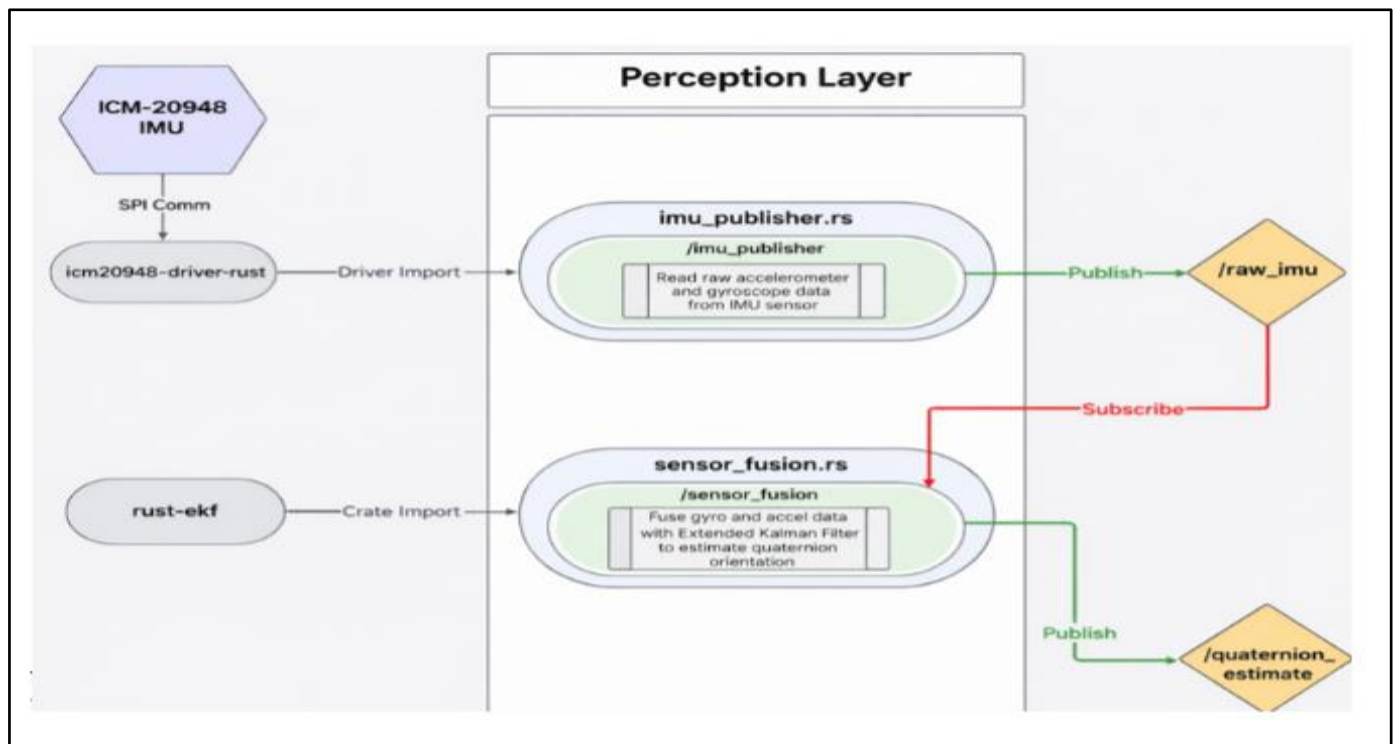 Perception Layer
ICM-20948
IMU
SPI Comm
icm20948-driver-rust
Driver Import
imu_publisher.rs
/imu_publisher
Read raw accelerometer
and gyroscope data
from IMU sensor
Publish
/raw_imu
Subscribe
rust-ekf
Crate Import
sensor_fusion.rs
/sensor_fusion
Fuse gyro and accel data
with Extended Kalman Filter
to estimate quaternion
orientation
Publish
/quaternion_
estimate